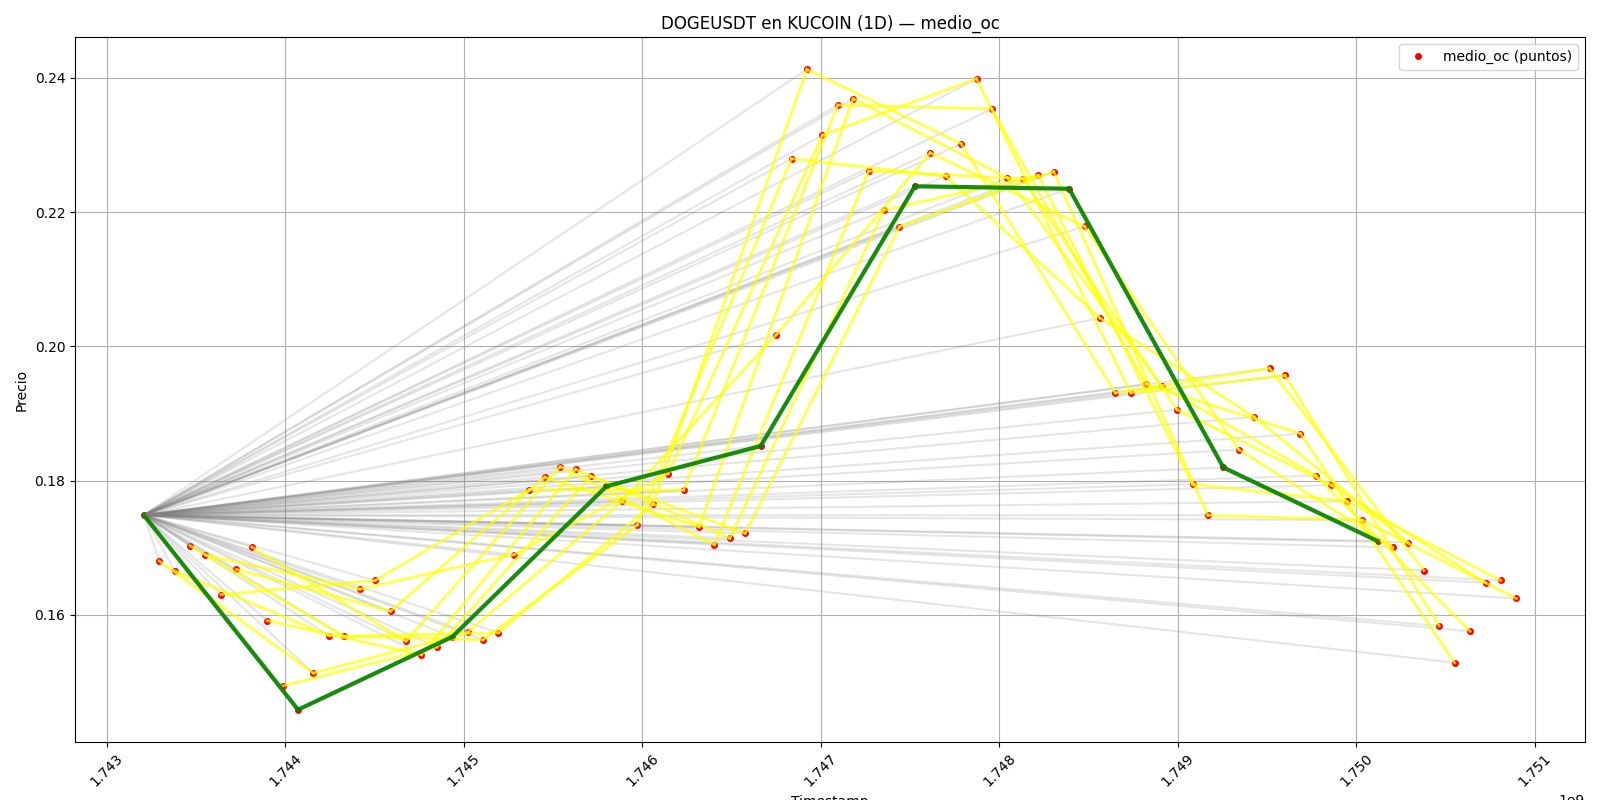 DOGEUSDT en KUCOIN (1D) — medio_oc
medio_oc (puntos)
Precio
0.24
0.22
0.20
0.18
0.16
1.743
1.744
1.745
1.746
1.747
1.748
1.749
1.750
1.751
Timestamp
1e9